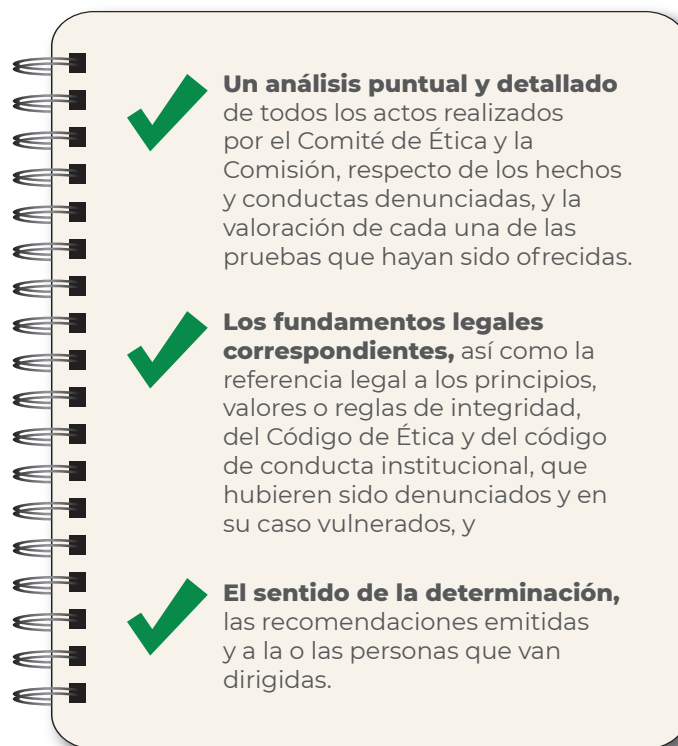 Un análisis puntual y detallado
de todos los actos realizados
por el Comité de Ética y la
Comisión, respecto de los hechos
y conductas denunciadas, y la
valoración de cada una de las
pruebas que hayan sido ofrecidas.
Los fundamentos legales
correspondientes, así como la
referencia legal a los principios,
valores o reglas de integridad,
del Código de Ética y del código
de conducta institucional, que
hubieren sido denunciados y en
su caso vulnerados, y
El sentido de la determinación,
las recomendaciones emitidas
y a la o las personas que van
dirigidas.